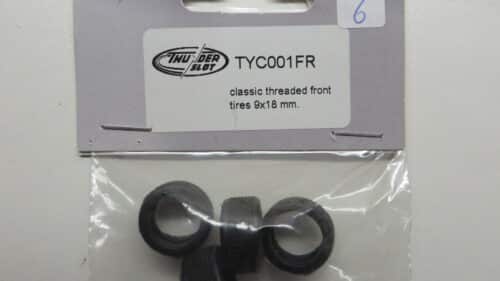 6
THUNDER
SLOT
TYC001FR
classic threaded front
tires 9x18 mm.